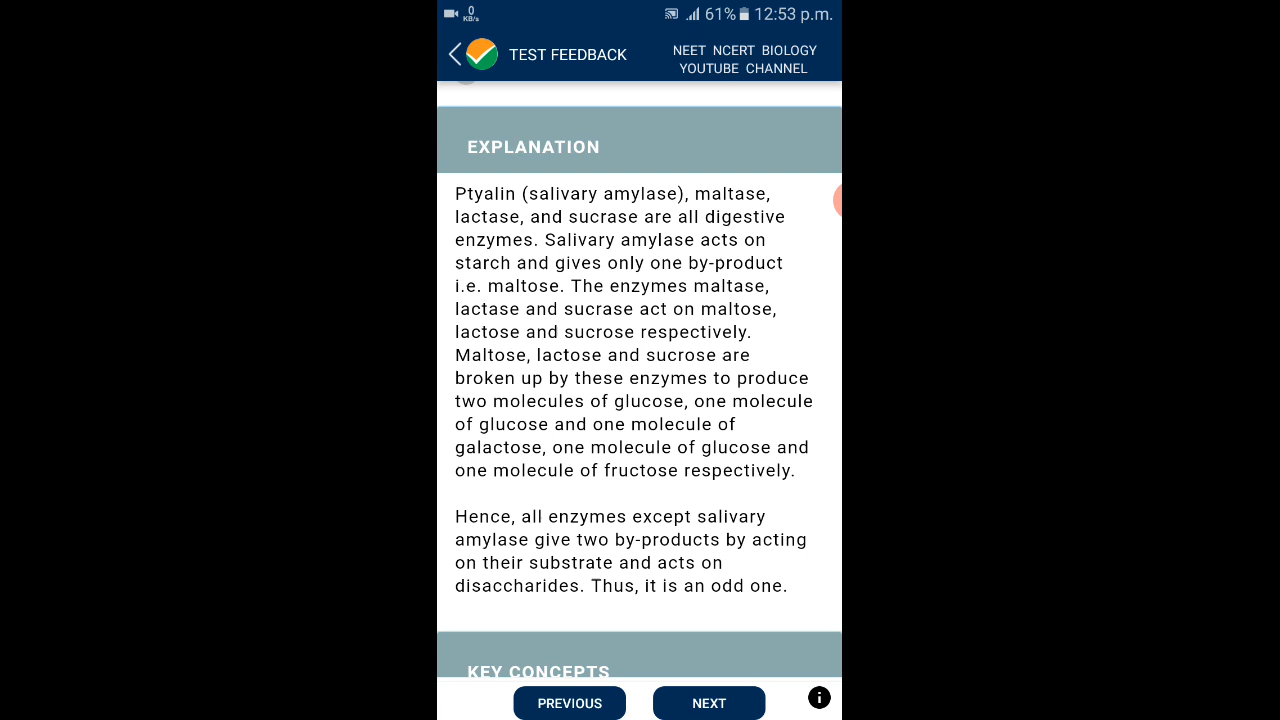 0
KB/s
61% 12:53 p.m.
TEST FEEDBACK
NEET NCERT BIOLOGY
YOUTUBE CHANNEL
EXPLANATION
Ptyalin (salivary amylase), maltase,
lactase, and sucrase are all digestive
enzymes. Salivary amylase acts on
starch and gives only one by-product
i.e. maltose. The enzymes maltase,
lactase and sucrase act on maltose,
lactose and sucrose respectively.
Maltose, lactose and sucrose are
broken up by these enzymes to produce
two molecules of glucose, one molecule
of glucose and one molecule of
galactose, one molecule of glucose and
one molecule of fructose respectively.
Hence, all enzymes except salivary
amylase give two by-products by acting
on their substrate and acts on
disaccharides. Thus, it is an odd one.
KEY CONCEPTS
PREVIOUS
NEXT